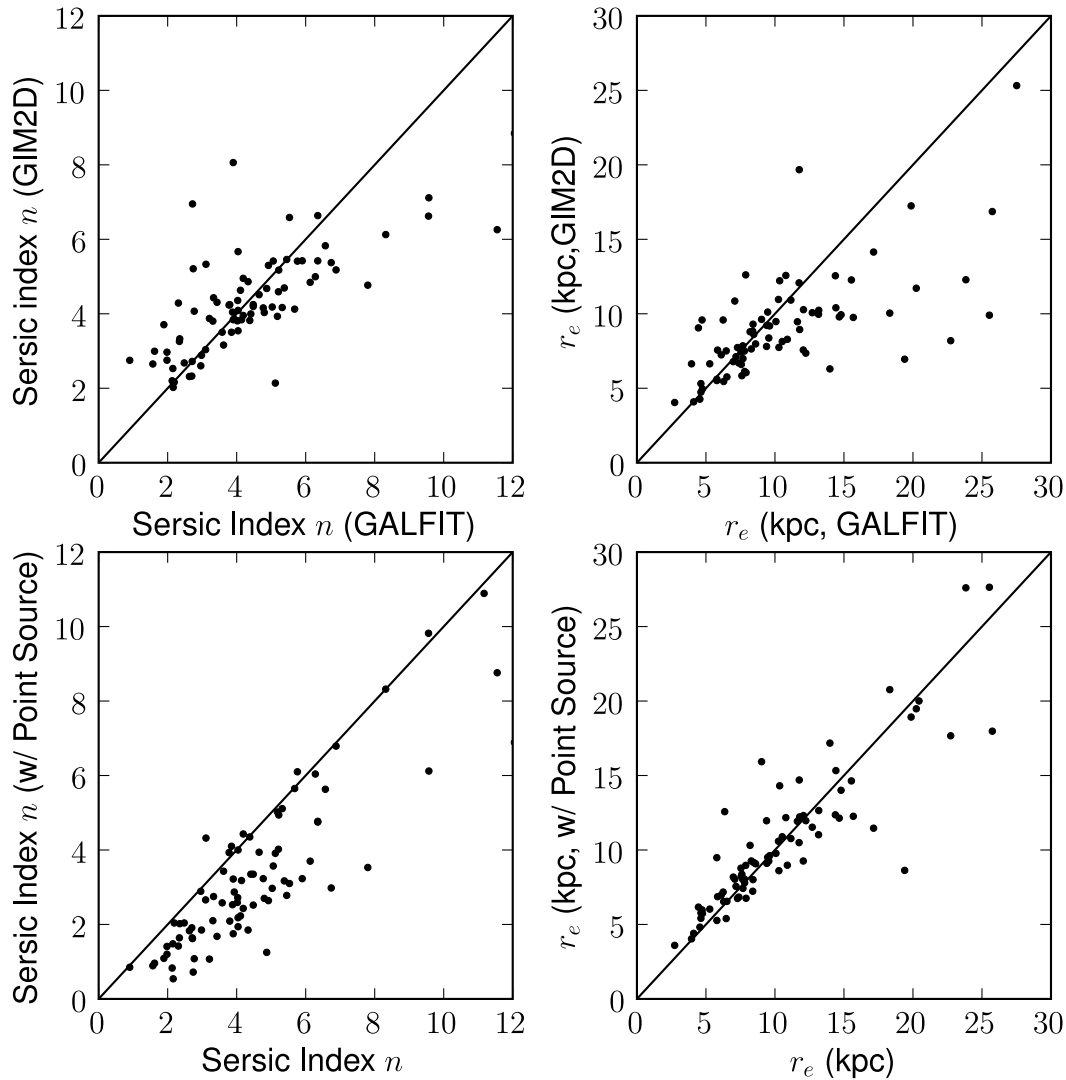 12
10
8
6
4
2
0
0 2 4 6 8 10 12
Sersic index n (GIM2D)
Sersic Index n (GALFIT)
30
25
20
15
10
5
0
0 5 10 15 20 25 30
r_e (kpc,GIM2D)
r_e (kpc, GALFIT)
12
10
8
6
4
2
0
0 2 4 6 8 10 12
Sersic Index n (w/ Point Source)
Sersic Index n
30
25
20
15
10
5
0
0 5 10 15 20 25 30
r_e (kpc, w/ Point Source)
r_e (kpc)